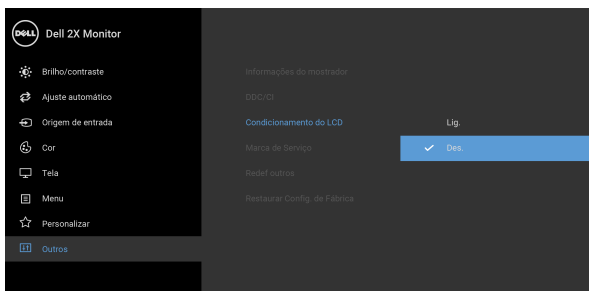 DELL
Dell 2X Monitor
Brilho/contraste
Ajuste automático
Origem de entrada
Cor
Tela
Menu
Personalizar
Outros
Informações do mostrador
DDC/CI
Condicionamento do LCD
Marca de Serviço
Redef outros
Restaurar Config. de Fábrica
Lig.
Des.